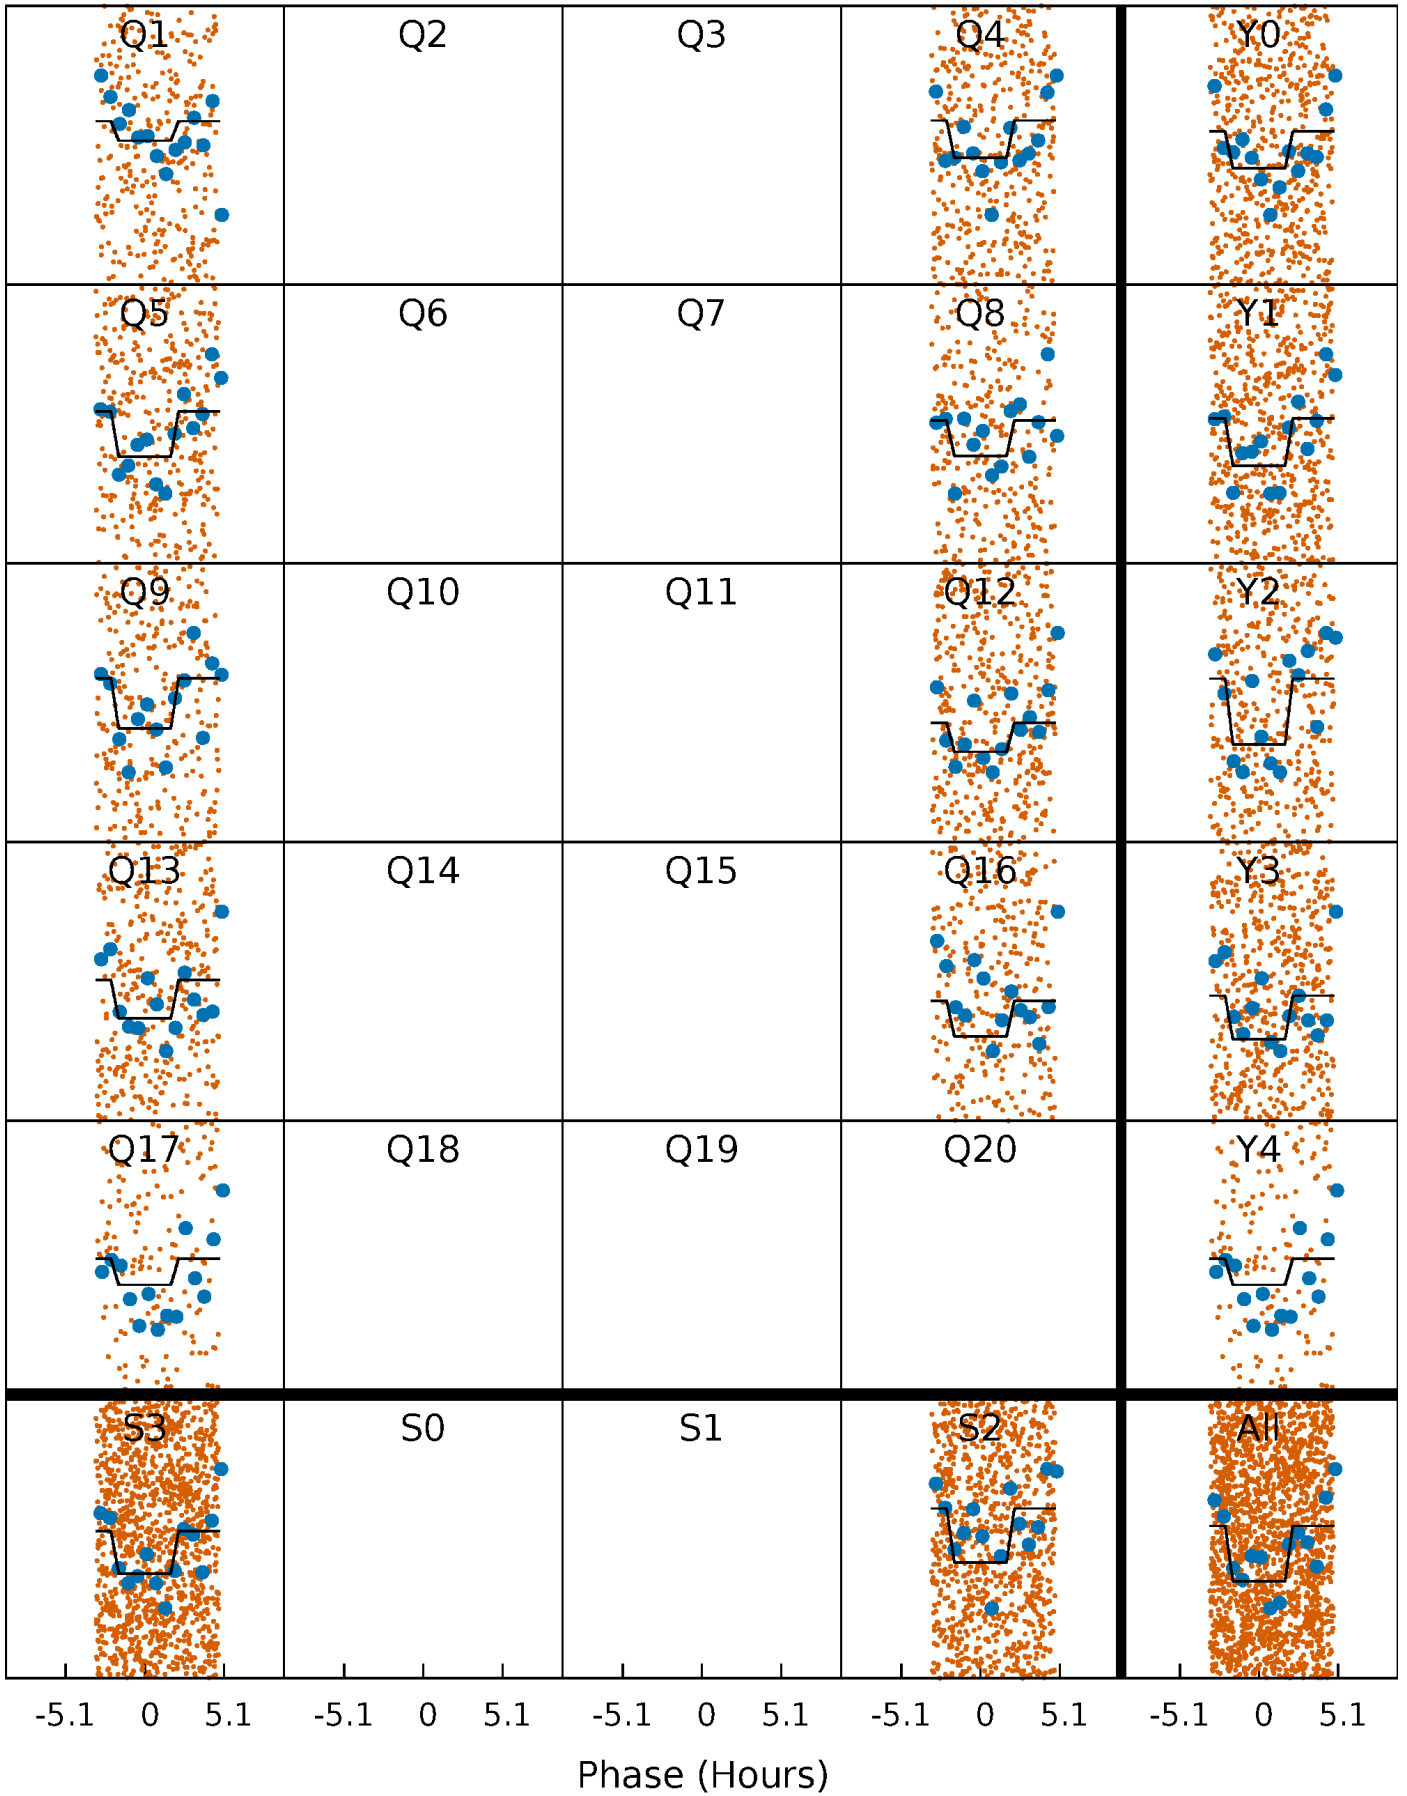 Q1 Q2 Q3 Q4 Y0
Q5 Q6 Q7 Q8 Y1
Q9 Q10 Q11 Q12 Y2
Q13 Q14 Q15 Q16 Y3
Q17 Q18 Q19 Q20 Y4
S3 S0 S1 S2 All
-5.1 0 5.1 -5.1 0 5.1 -5.1 0 5.1 -5.1 0 5.1 -5.1 0 5.1
Phase (Hours)